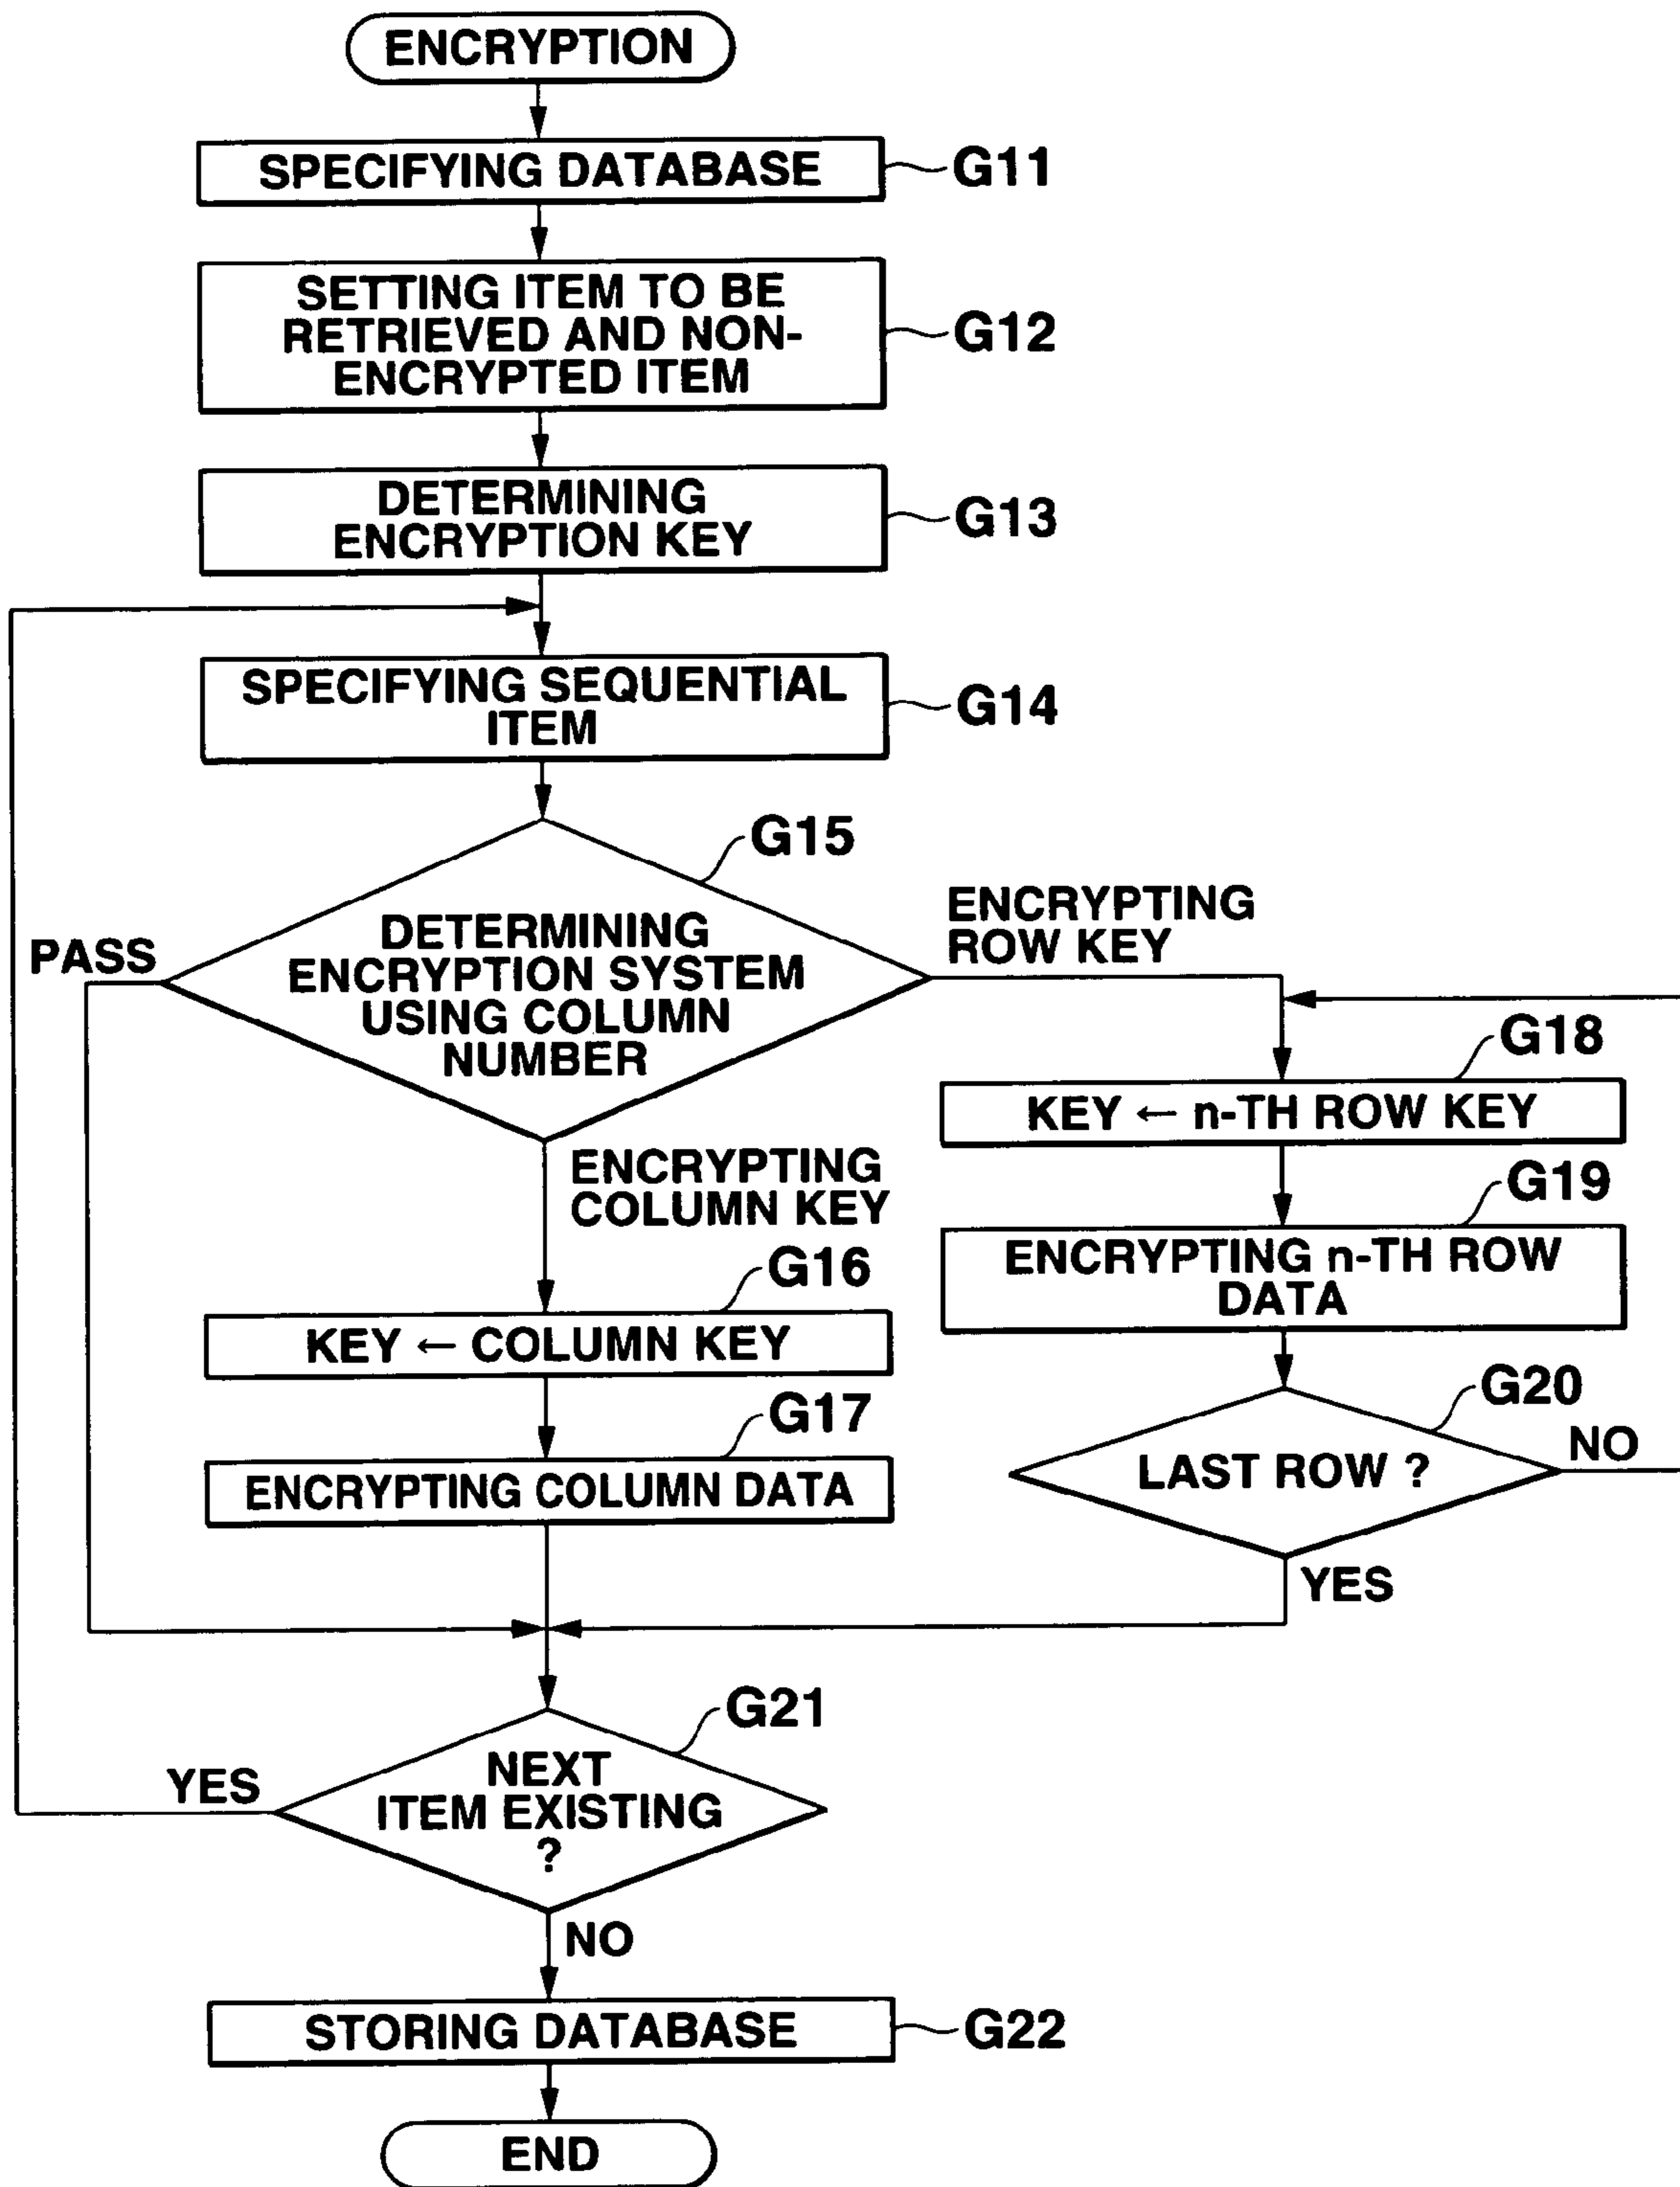 ENCRYPTION
SPECIFYING DATABASE
G11
SETTING ITEM TO BE
RETRIEVED AND NON-
ENCRYPTED ITEM
G12
DETERMINING
ENCRYPTION KEY
G13
SPECIFYING SEQUENTIAL
ITEM
G14
G15
DETERMINING
ENCRYPTION SYSTEM
USING COLUMN
NUMBER
PASS
ENCRYPTING
ROW KEY
ENCRYPTING
COLUMN KEY
G16
KEY ← COLUMN KEY
G17
ENCRYPTING COLUMN DATA
G18
KEY ← n-TH ROW KEY
G19
ENCRYPTING n-TH ROW
DATA
G20
LAST ROW ?
NO
YES
G21
NEXT
ITEM EXISTING
?
YES
NO
STORING DATABASE
G22
END